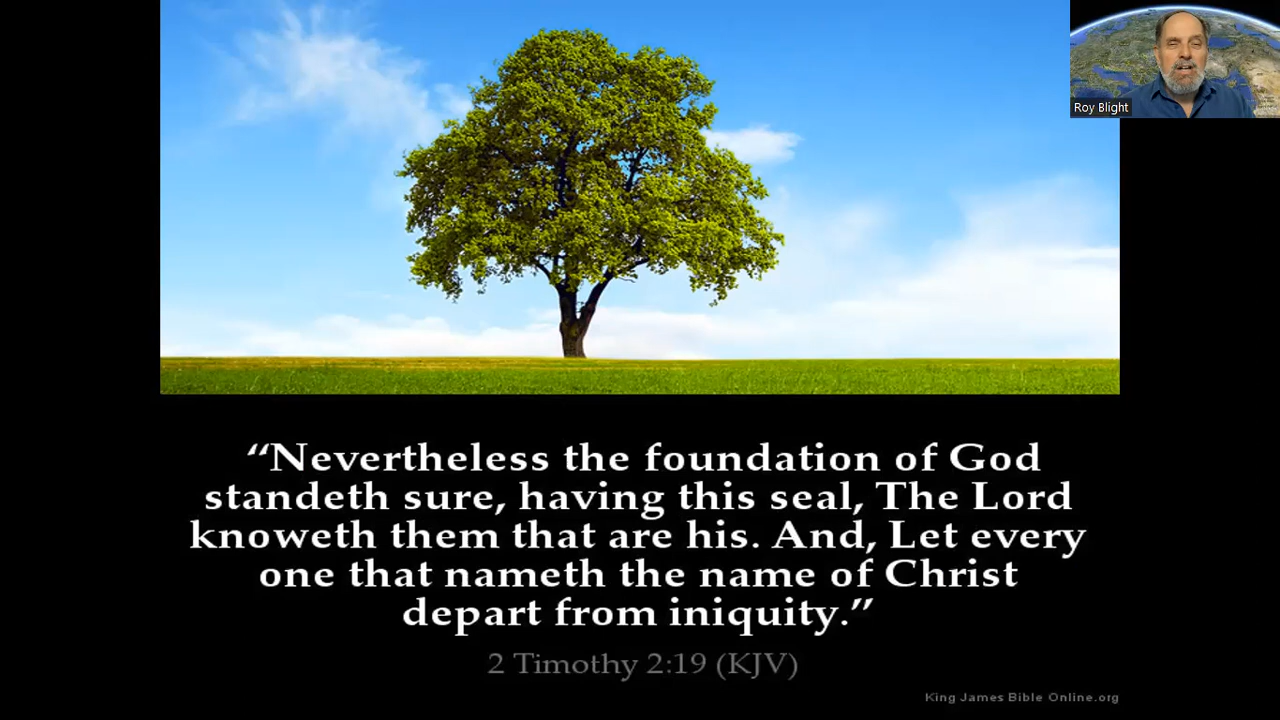 Roy Blight
“Nevertheless the foundation of God
standeth sure, having this seal, The Lord
knoweth them that are his. And, Let every
one that nameth the name of Christ
depart from iniquity.”
2 Timothy 2:19 (KJV)
King James Bible Online.org